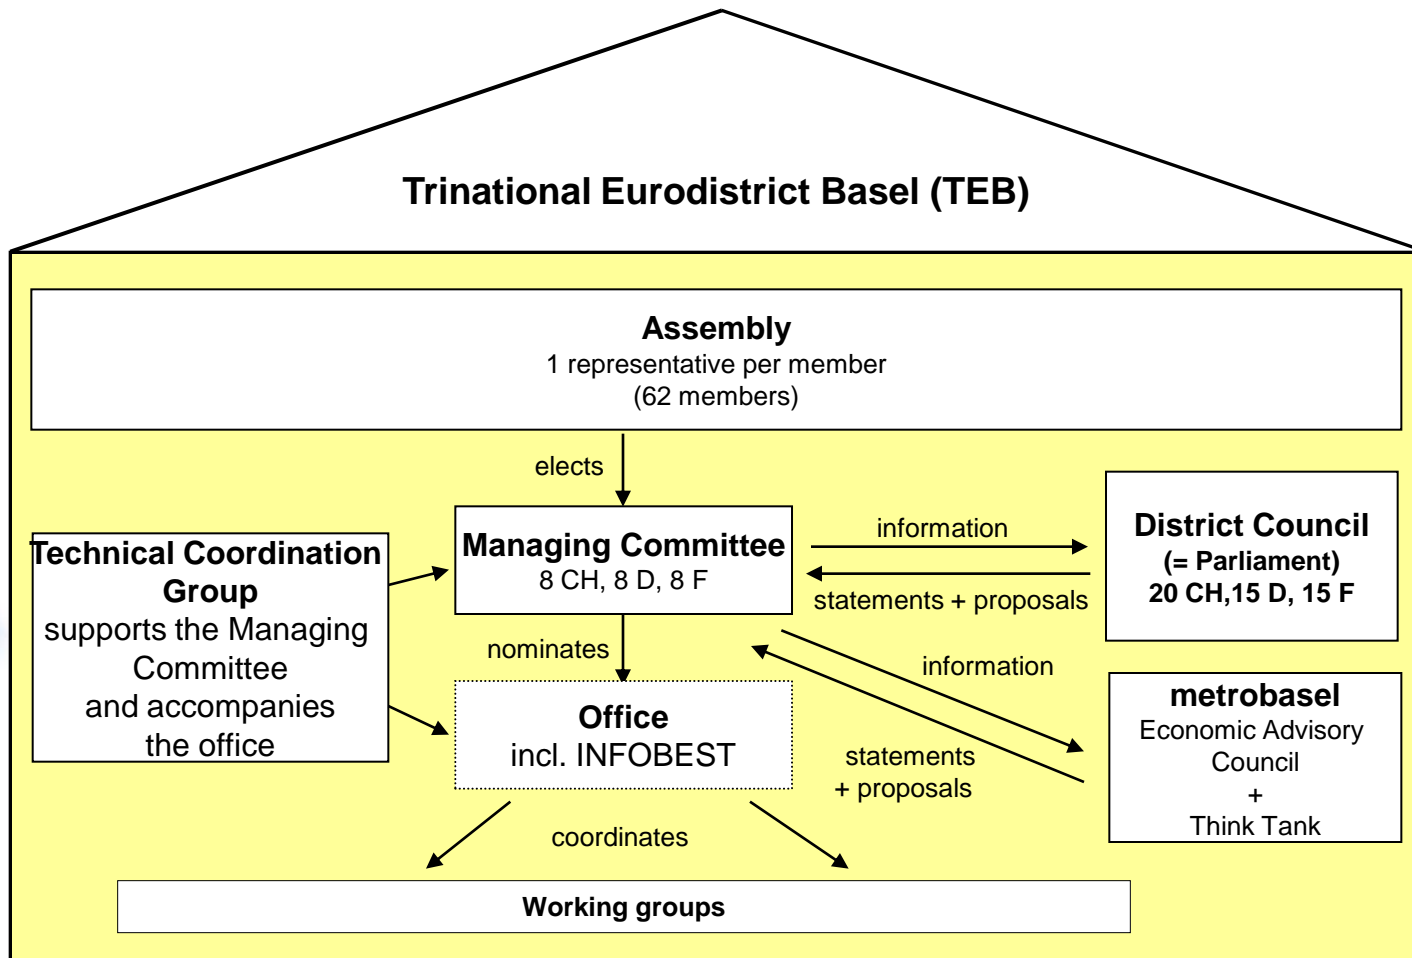 Trinational Eurodistrict Basel (TEB)
Assembly
1 representative per member
(62 members)
elects
Technical Coordination
Group
supports the Managing
Committee
and accompanies
the office
Managing Committee
8 CH, 8 D, 8 F
information
statements + proposals
District Council
(= Parliament)
20 CH,15 D, 15 F
nominates
information
Office
incl. INFOBEST
statements
+ proposals
metrobasel
Economic Advisory
Council
+
Think Tank
coordinates
Working groups